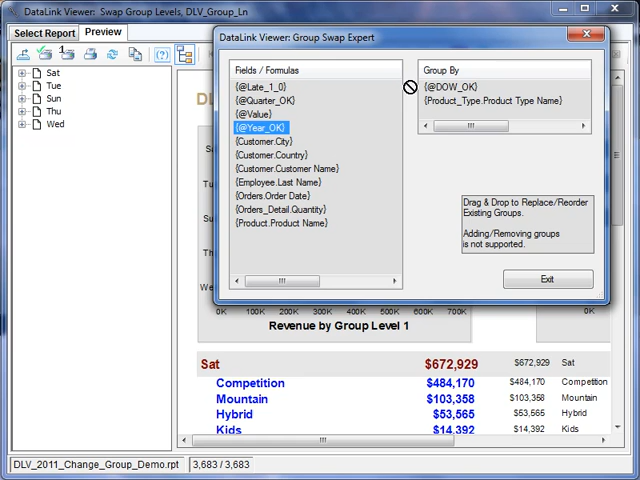 DataLink Viewer: Swap Group Levels, DLV_Group_Ln
Select Report
Preview
Sat
Tue
Sun
Thu
Wed
DataLink Viewer: Group Swap Expert
Fields / Formulas
{@Late_1_0}
{@Quarter_OK}
{@Value}
{@Year_OK}
{Customer.City}
{Customer.Country}
{Customer.Customer Name}
{Employee.Last Name}
{Orders.Order Date}
{Orders_Detail.Quantity}
{Product.Product Name}
Group By
{@DOW_OK}
{Product_Type.Product Type Name}
Drag & Drop to Replace/Reorder
Existing Groups.
Adding/Removing groups
is not supported.
Exit
0K 100K 200K 300K 400K 500K 600K 700K 0K
Revenue by Group Level 1
Sat $672,929 $672,929 Sat
Competition $484,170 $484,170 Competition
Mountain $103,358 $103,358 Mountain
Hybrid $53,565 $53,565 Hybrid
Kids $14,392 $14,392 Kids
DLV_2011_Change_Group_Demo.rpt
3,683 / 3,683